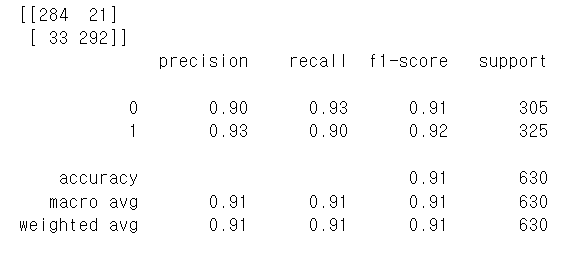 [[284  21]
 [ 33 292]]
              precision    recall  f1-score   support

           0       0.90      0.93      0.91       305
           1       0.93      0.90      0.92       325

    accuracy                           0.91       630
   macro avg       0.91      0.91      0.91       630
weighted avg       0.91      0.91      0.91       630